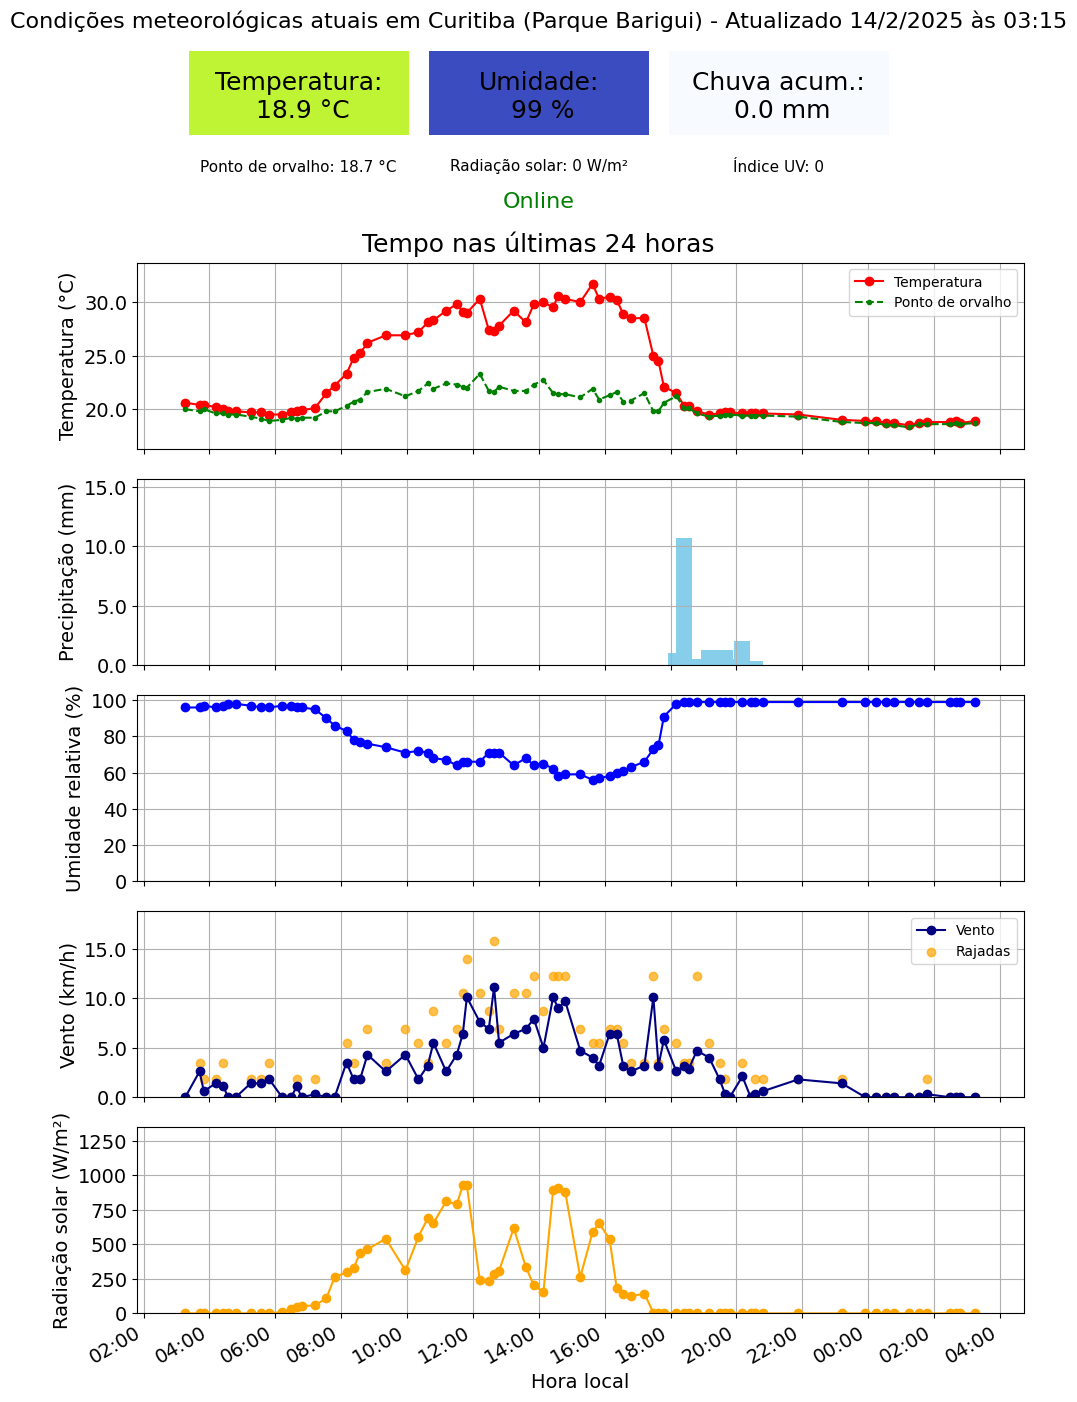 Condições meteorológicas atuais em Curitiba (Parque Barigui) - Atualizado 14/2/2025 às 03:15
Temperatura:
18.9 °C
Umidade:
99 %
Chuva acum.:
0.0 mm
Ponto de orvalho: 18.7 °C
Radiação solar: 0 W/m²
Índice UV: 0
Online
Tempo nas últimas 24 horas
Temperatura (°C)
30.0
25.0
20.0
Temperatura
Ponto de orvalho
Precipitação (mm)
15.0
10.0
5.0
0.0
Umidade relativa (%)
100
80
60
40
20
0
Vento (km/h)
15.0
10.0
5.0
0.0
Vento
Rajadas
Radiação solar (W/m²)
1250
1000
750
500
250
0
02:00
04:00
06:00
08:00
10:00
12:00
14:00
16:00
18:00
20:00
22:00
00:00
02:00
04:00
Hora local